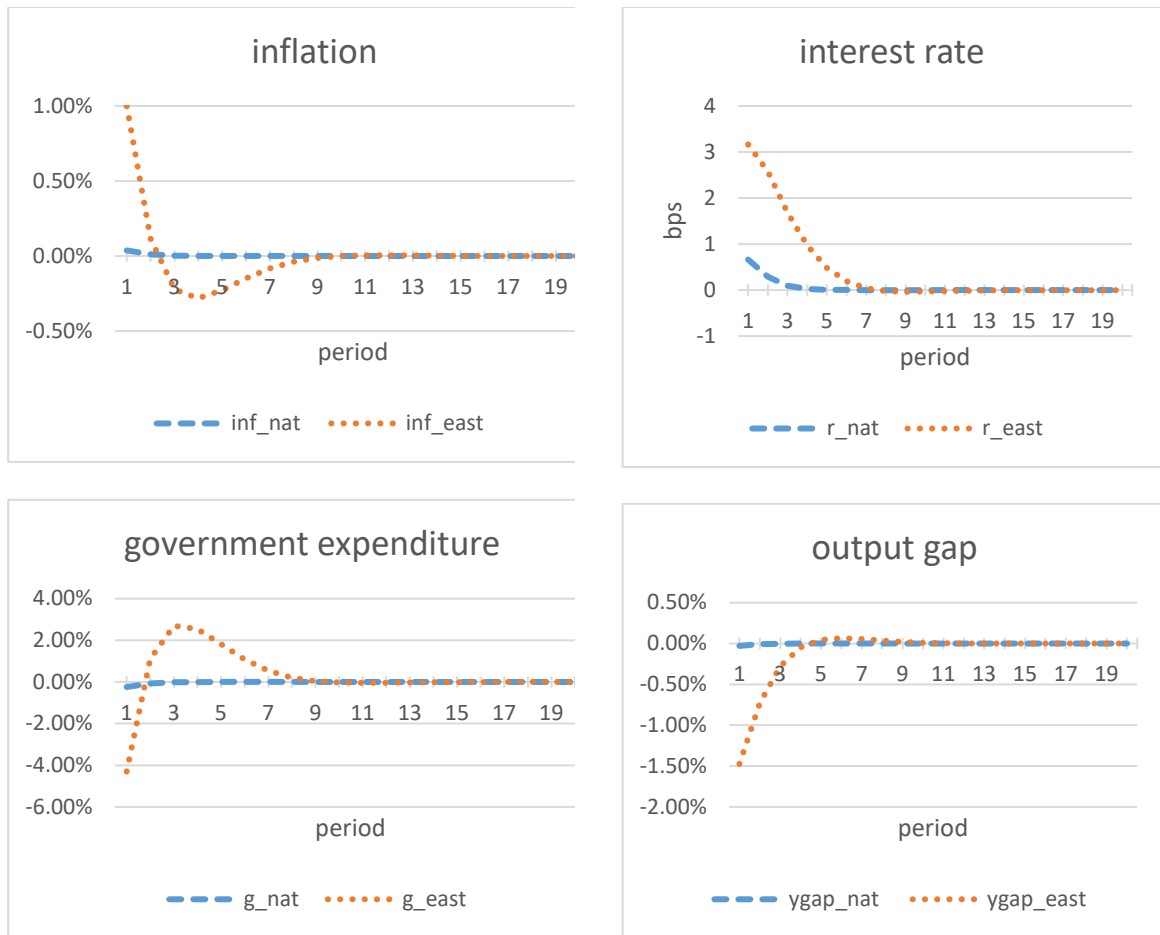 inflation
1.00%
0.50%
0.00%
1 3 5 7 9 11 13 15 17 19
-0.50%
period
inf_nat inf_east
interest rate
4
3
2
1
0
-1
bps
1 3 5 7 9 11 13 15 17 19
period
r_nat r_east
government expenditure
4.00%
2.00%
0.00%
1 3 5 7 9 11 13 15 17 19
-2.00%
-4.00%
-6.00%
period
g_nat g_east
output gap
0.50%
0.00%
1 3 5 7 9 11 13 15 17 19
-0.50%
-1.00%
-1.50%
-2.00%
period
ygap_nat ygap_east